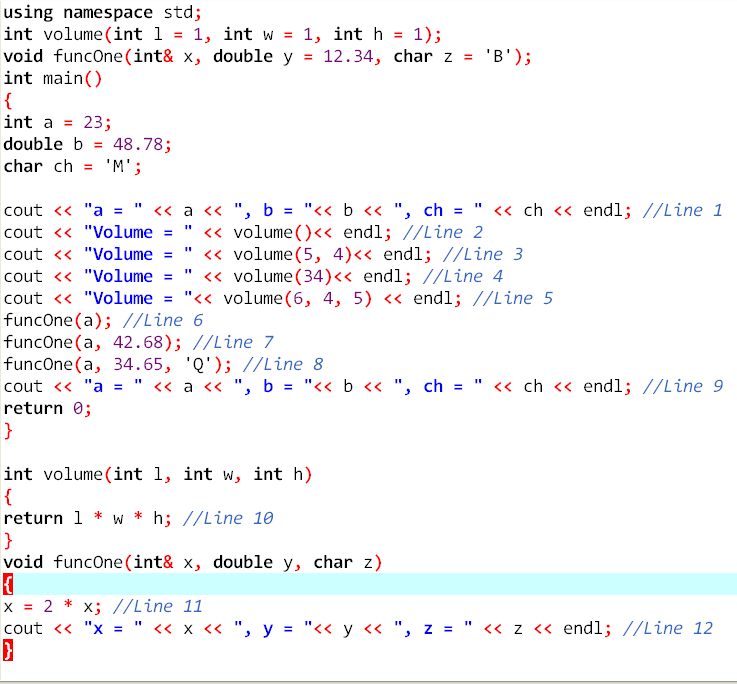 using namespace std;
int volume(int l = 1, int w = 1, int h = 1);
void funcOne(int& x, double y = 12.34, char z = 'B');
int main()
{
int a = 23;
double b = 48.78;
char ch = 'M';
cout << "a = " << a << ", b = "<< b << ", ch = " << ch << endl; //Line 1
cout << "Volume = " << volume()<< endl; //Line 2
cout << "Volume = " << volume(5, 4)<< endl; //Line 3
cout << "Volume = " << volume(34)<< endl; //Line 4
cout << "Volume = "<< volume(6, 4, 5) << endl; //Line 5
funcOne(a); //Line 6
funcOne(a, 42.68); //Line 7
funcOne(a, 34.65, 'Q'); //Line 8
cout << "a = " << a << ", b = "<< b << ", ch = " << ch << endl; //Line 9
return 0;
}
int volume(int l, int w, int h)
{
return l * w * h; //Line 10
}
void funcOne(int& x, double y, char z)
{
x = 2 * x; //Line 11
cout << "x = " << x << ", y = "<< y << ", z = " << z << endl; //Line 12
}